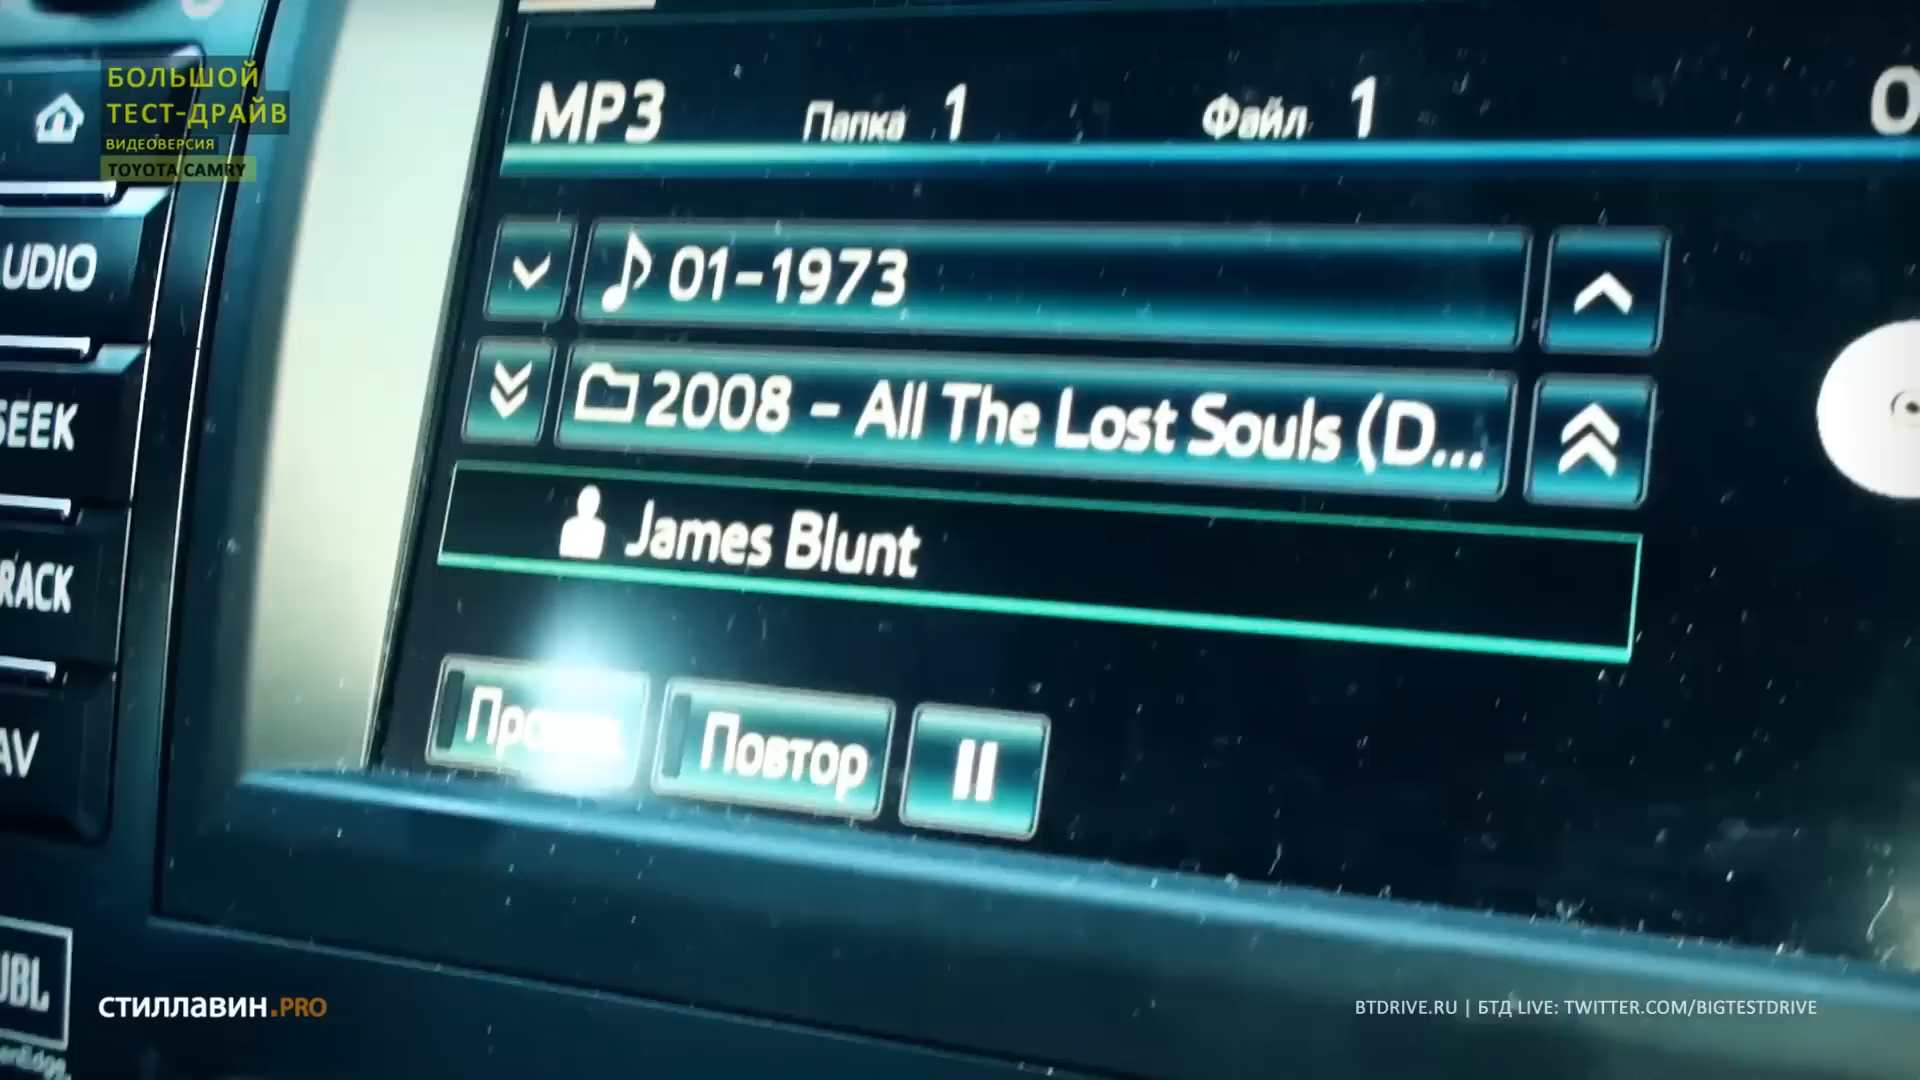 БОЛЬШОЙ
ТЕСТ-ДРАЙВ
ВИДЕОВЕРСИЯ
TOYOTA CAMRY
MP3 Папка 1 Файл 1
UDIO
01-1973
SEEK
2008 - All The Lost Souls (D...
James Blunt
RACK
Повтор
AV
JBL
СТИЛЛАВИН.PRO
BTDRIVE.RU | БТД LIVE: TWITTER.COM/BIGTESTDRIVE